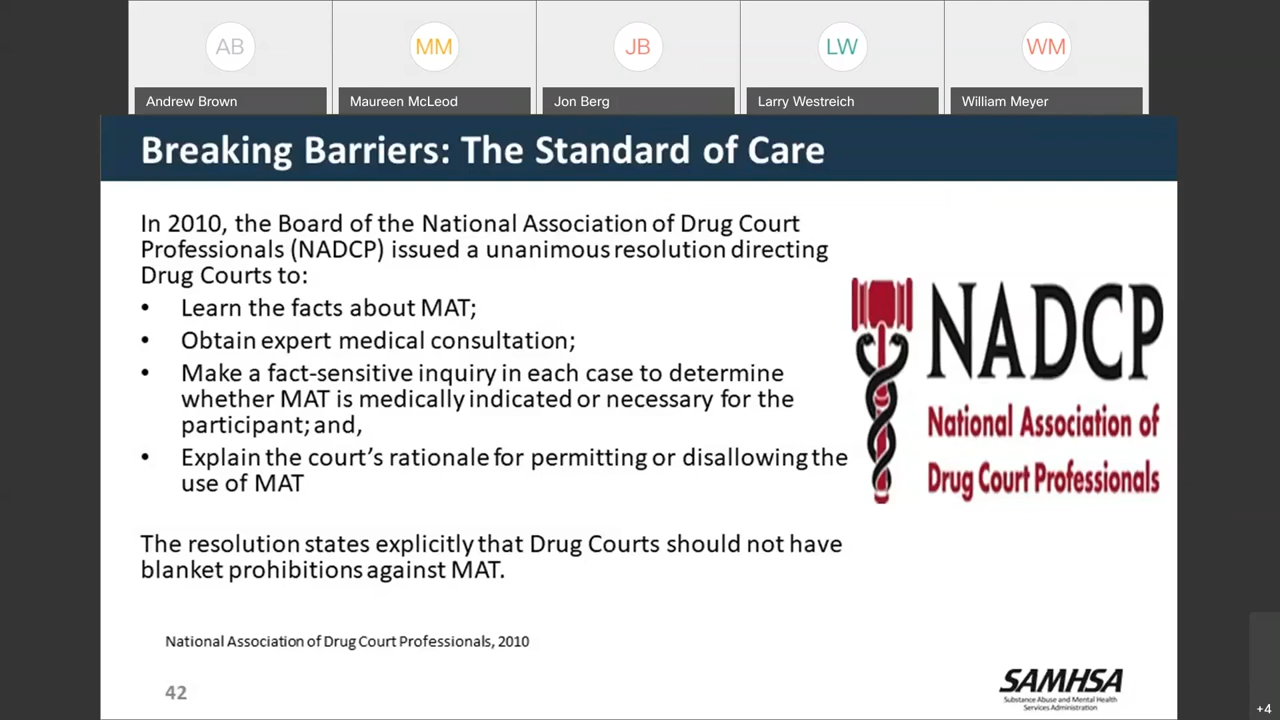 AB
MM
JB
LW
WM
Andrew Brown
Maureen McLeod
Jon Berg
Larry Westreich
William Meyer
Breaking Barriers: The Standard of Care
In 2010, the Board of the National Association of Drug Court
Professionals (NADCP) issued a unanimous resolution directing
Drug Courts to:
• Learn the facts about MAT;
• Obtain expert medical consultation;
• Make a fact-sensitive inquiry in each case to determine
whether MAT is medically indicated or necessary for the
participant; and,
• Explain the court's rationale for permitting or disallowing the
use of MAT
The resolution states explicitly that Drug Courts should not have
blanket prohibitions against MAT.
NADCP
National Association of
Drug Court Professionals
National Association of Drug Court Professionals, 2010
42
SAMHSA
Substance Abuse and Mental Health
Services Administration
+4